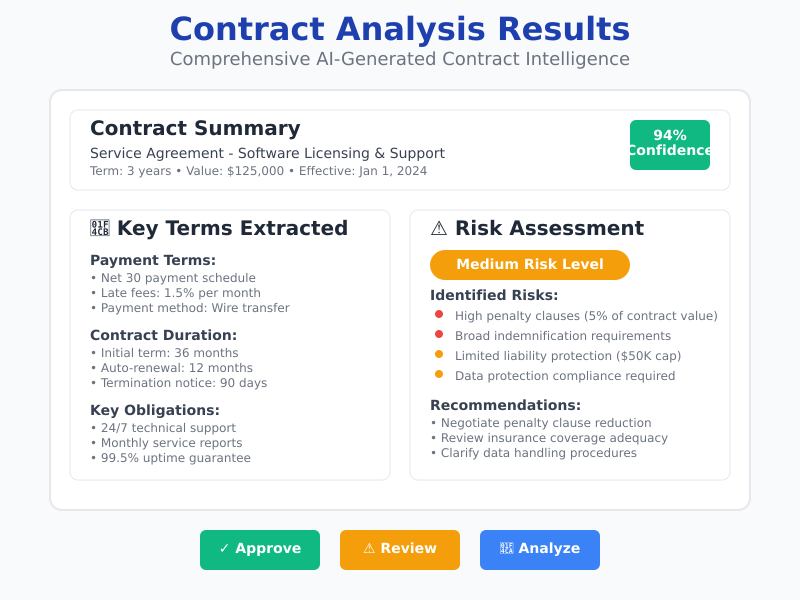 Contract Analysis Results
Comprehensive AI-Generated Contract Intelligence
Contract Summary
Service Agreement - Software Licensing & Support
Term: 3 years • Value: $125,000 • Effective: Jan 1, 2024
94%
Confidence
Key Terms Extracted
Payment Terms:
• Net 30 payment schedule
• Late fees: 1.5% per month
• Payment method: Wire transfer
Contract Duration:
• Initial term: 36 months
• Auto-renewal: 12 months
• Termination notice: 90 days
Key Obligations:
• 24/7 technical support
• Monthly service reports
• 99.5% uptime guarantee
⚠ Risk Assessment
Medium Risk Level
Identified Risks:
High penalty clauses (5% of contract value)
Broad indemnification requirements
Limited liability protection ($50K cap)
Data protection compliance required
Recommendations:
• Negotiate penalty clause reduction
• Review insurance coverage adequacy
• Clarify data handling procedures
✓ Approve
⚠ Review
Analyze